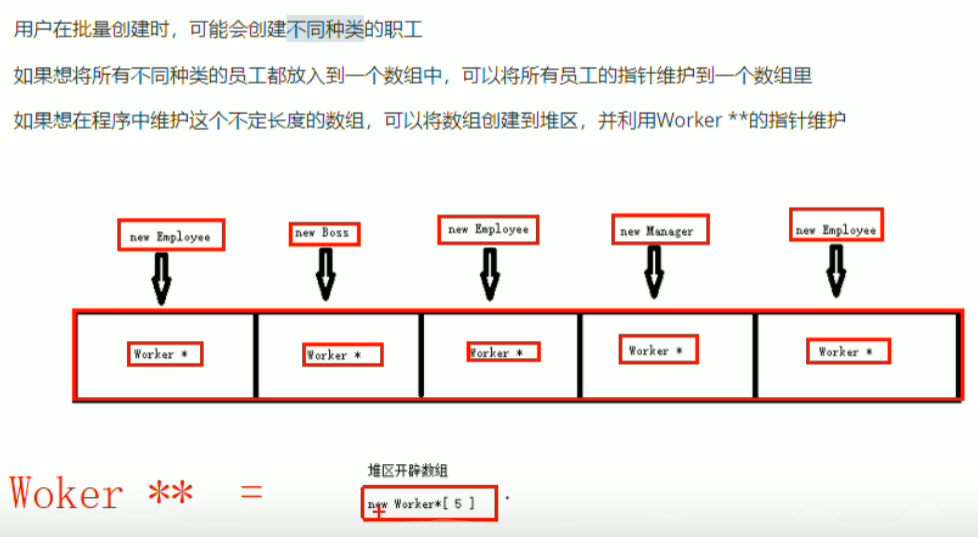 用户在批量创建时，可能会创建不同种类的职工
如果想将所有不同种类的员工都放入到一个数组中，可以将所有员工的指针维护到一个数组里
如果想在程序中维护这个不定长度的数组，可以将数组创建到堆区，并利用Worker **的指针维护
new Employee new Boss new Employee new Manager new Employee
Worker * Worker * Worker * Worker * Worker *
堆区开辟数组
Woker ** = new Worker*[ 5 ]